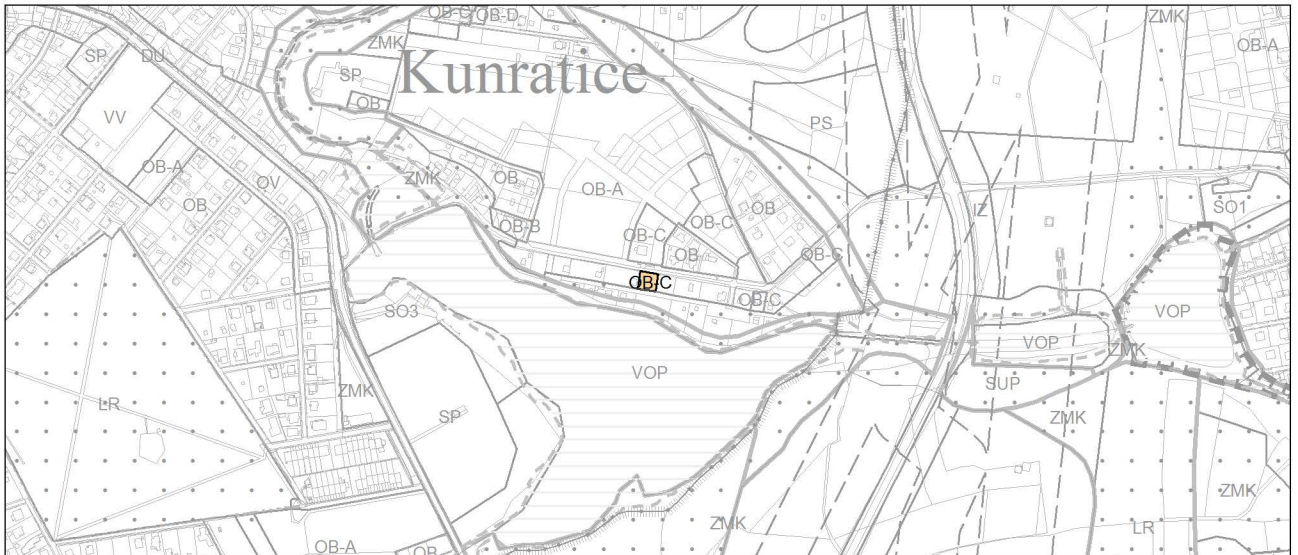 OB-C
OB-D
ZMK
ZMK
OB-A
SP
DU
Kunratice
SP
OB
VV
PS
OB-A
OV
ZMK
OB
OB-A
OB
OB
SO1
OB-B
OB-C
OB-C
OB
IZ
OB-C
OB-C
OB-C
SO3
VOP
VOP
VOP
ZMK
SUP
ZMK
SP
LR
ZMK
ZMK
ZMK
LR
OB-A
OB